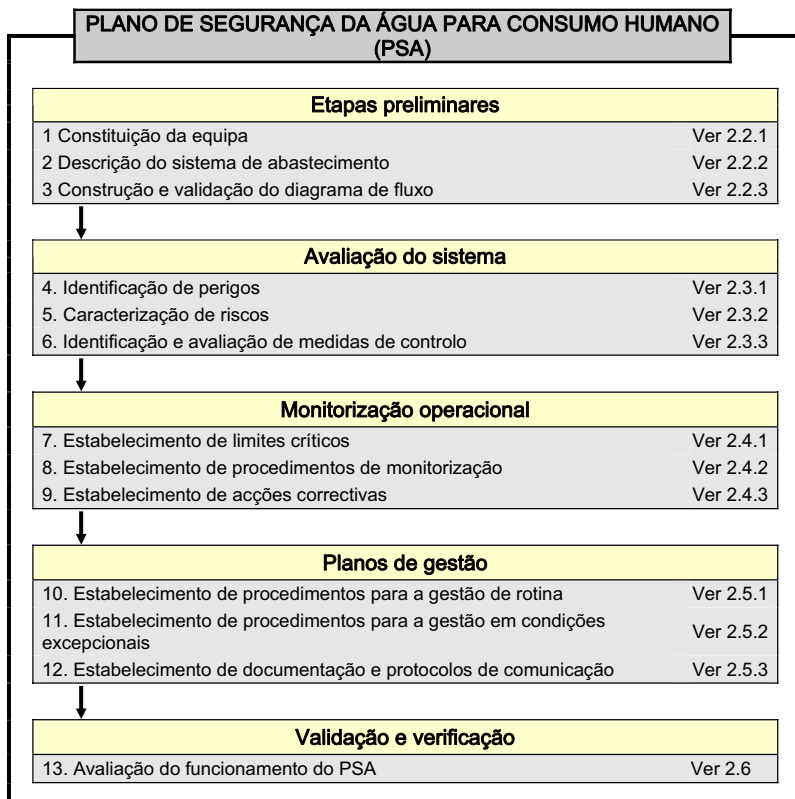 PLANO DE SEGURANÇA DA ÁGUA PARA CONSUMO HUMANO
(PSA)
Etapas preliminares
1 Constituição da equipa Ver 2.2.1
2 Descrição do sistema de abastecimento Ver 2.2.2
3 Construção e validação do diagrama de fluxo Ver 2.2.3
Avaliação do sistema
4. Identificação de perigos Ver 2.3.1
5. Caracterização de riscos Ver 2.3.2
6. Identificação e avaliação de medidas de controlo Ver 2.3.3
Monitorização operacional
7. Estabelecimento de limites críticos Ver 2.4.1
8. Estabelecimento de procedimentos de monitorização Ver 2.4.2
9. Estabelecimento de acções correctivas Ver 2.4.3
Planos de gestão
10. Estabelecimento de procedimentos para a gestão de rotina Ver 2.5.1
11. Estabelecimento de procedimentos para a gestão em condições
excepcionais Ver 2.5.2
12. Estabelecimento de documentação e protocolos de comunicação Ver 2.5.3
Validação e verificação
13. Avaliação do funcionamento do PSA Ver 2.6